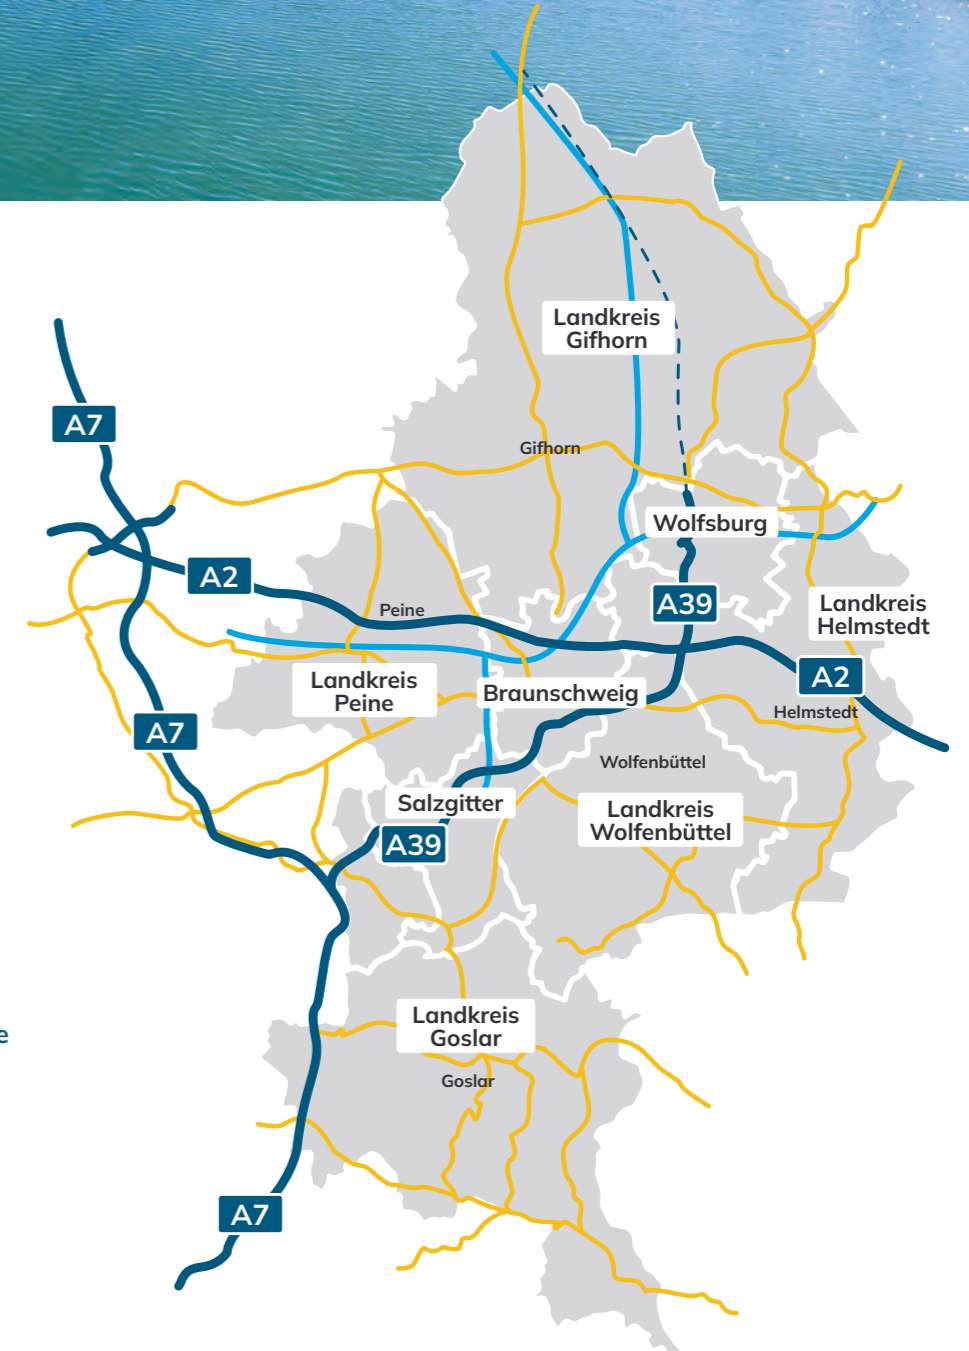 Landkreis
Gifhorn
A7
Gifhorn
Wolfsburg
A2
A39
Peine
Landkreis
Helmstedt
Landkreis
Peine
Braunschweig
A2
Helmstedt
A7
Wolfenbüttel
Salzgitter
Landkreis
Wolfenbüttel
A39
Landkreis
Goslar
e
Goslar
A7